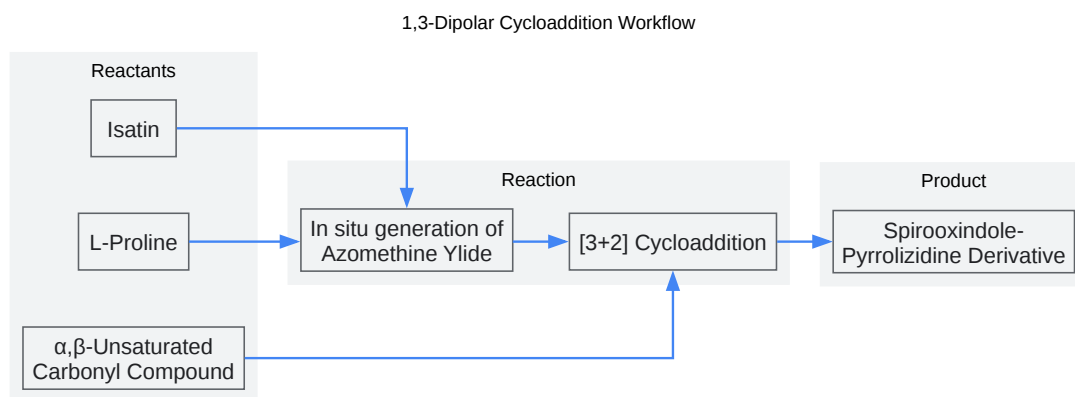 1,3-Dipolar Cycloaddition Workflow
Reactants
Isatin
L-Proline
α,β-Unsaturated
Carbonyl Compound
Reaction
In situ generation of
Azomethine Ylide
[3+2] Cycloaddition
Product
Spirooxindole-
Pyrrolizidine Derivative